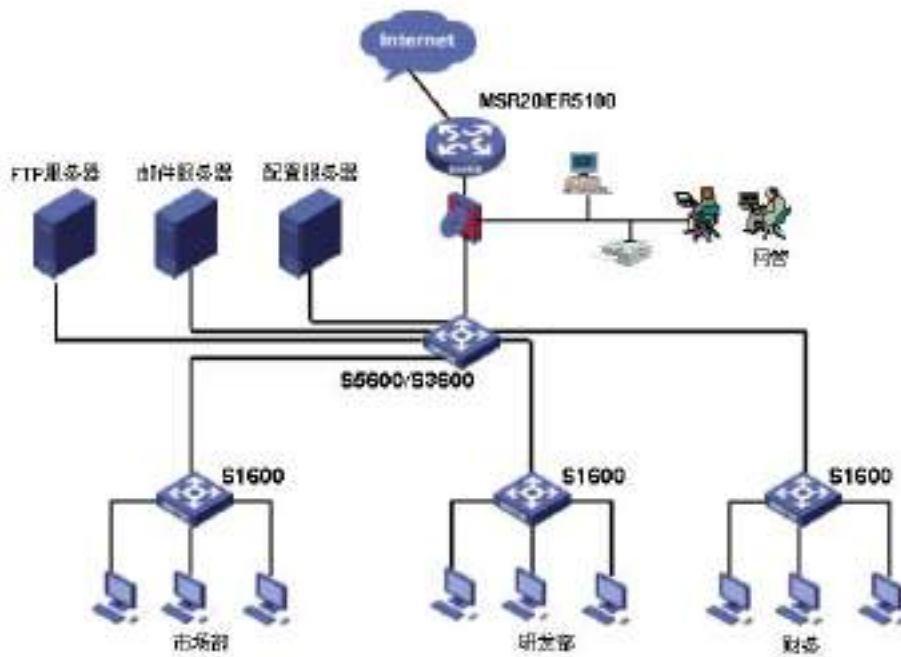 Internet
MSR20/ER5100
FTP服务器
邮件服务器
配置服务器
网管
S5600/S3600
S1600
S1600
S1600
市场部
研发部
财务